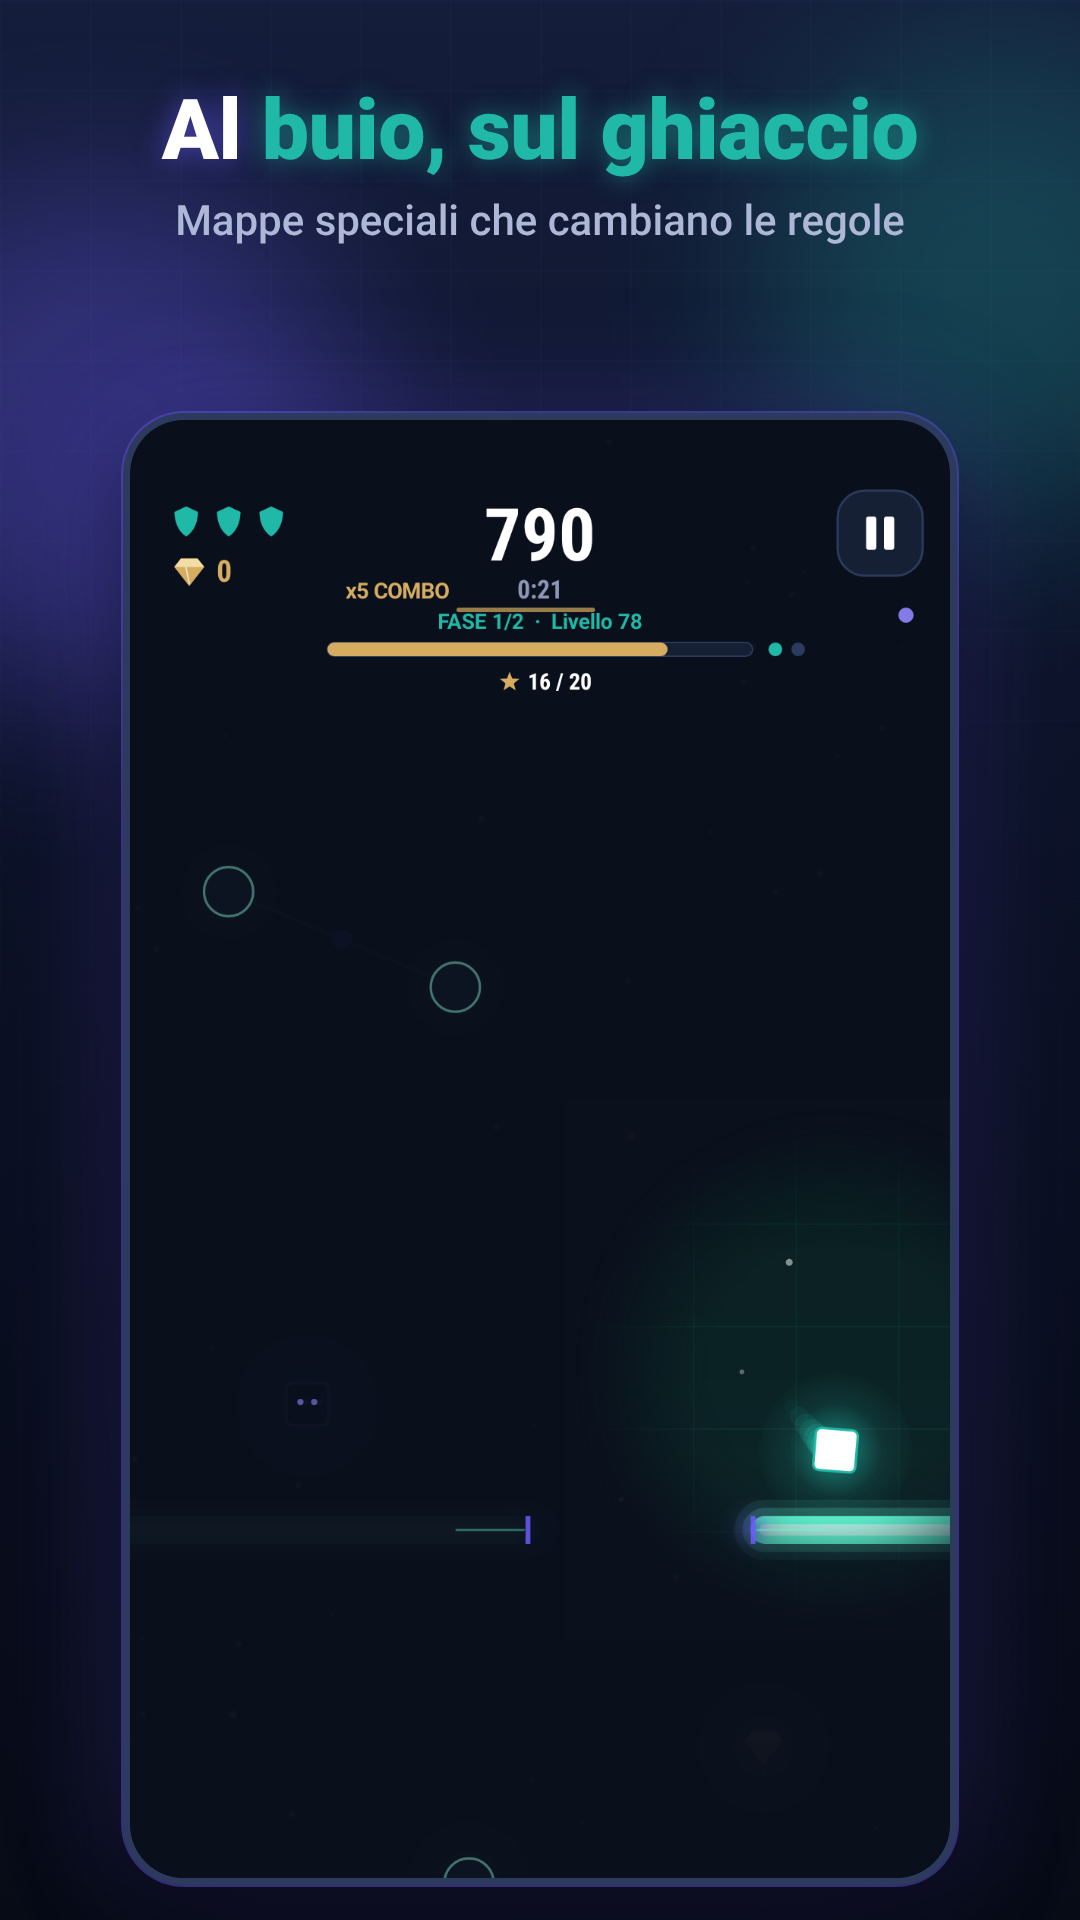 Al buio, sul ghiaccio
Mappe speciali che cambiano le regole
790
0
x5 COMBO
0:21
FASE 1/2 · Livello 78
16 / 20